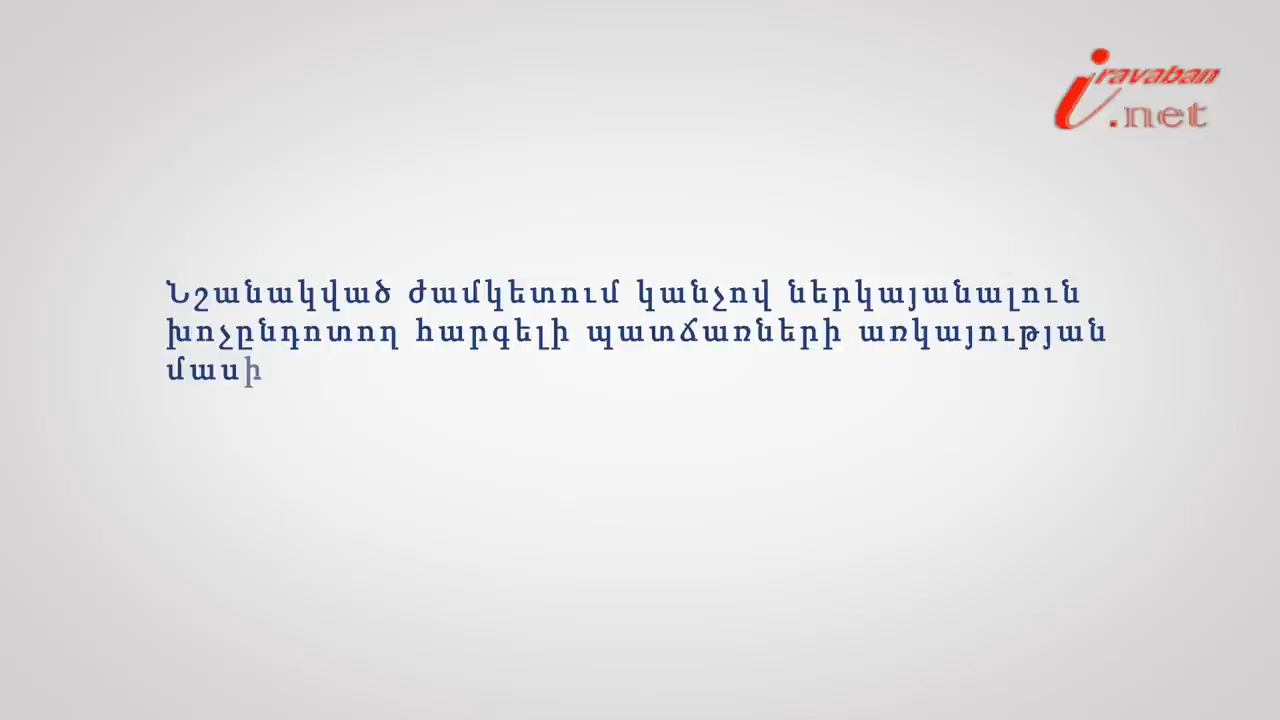 iravaban
.net
Նշանակված ժամկետում կանչով ներկայանալուն
խոչընդոտող հարգելի պատճառների առկայության
մասի